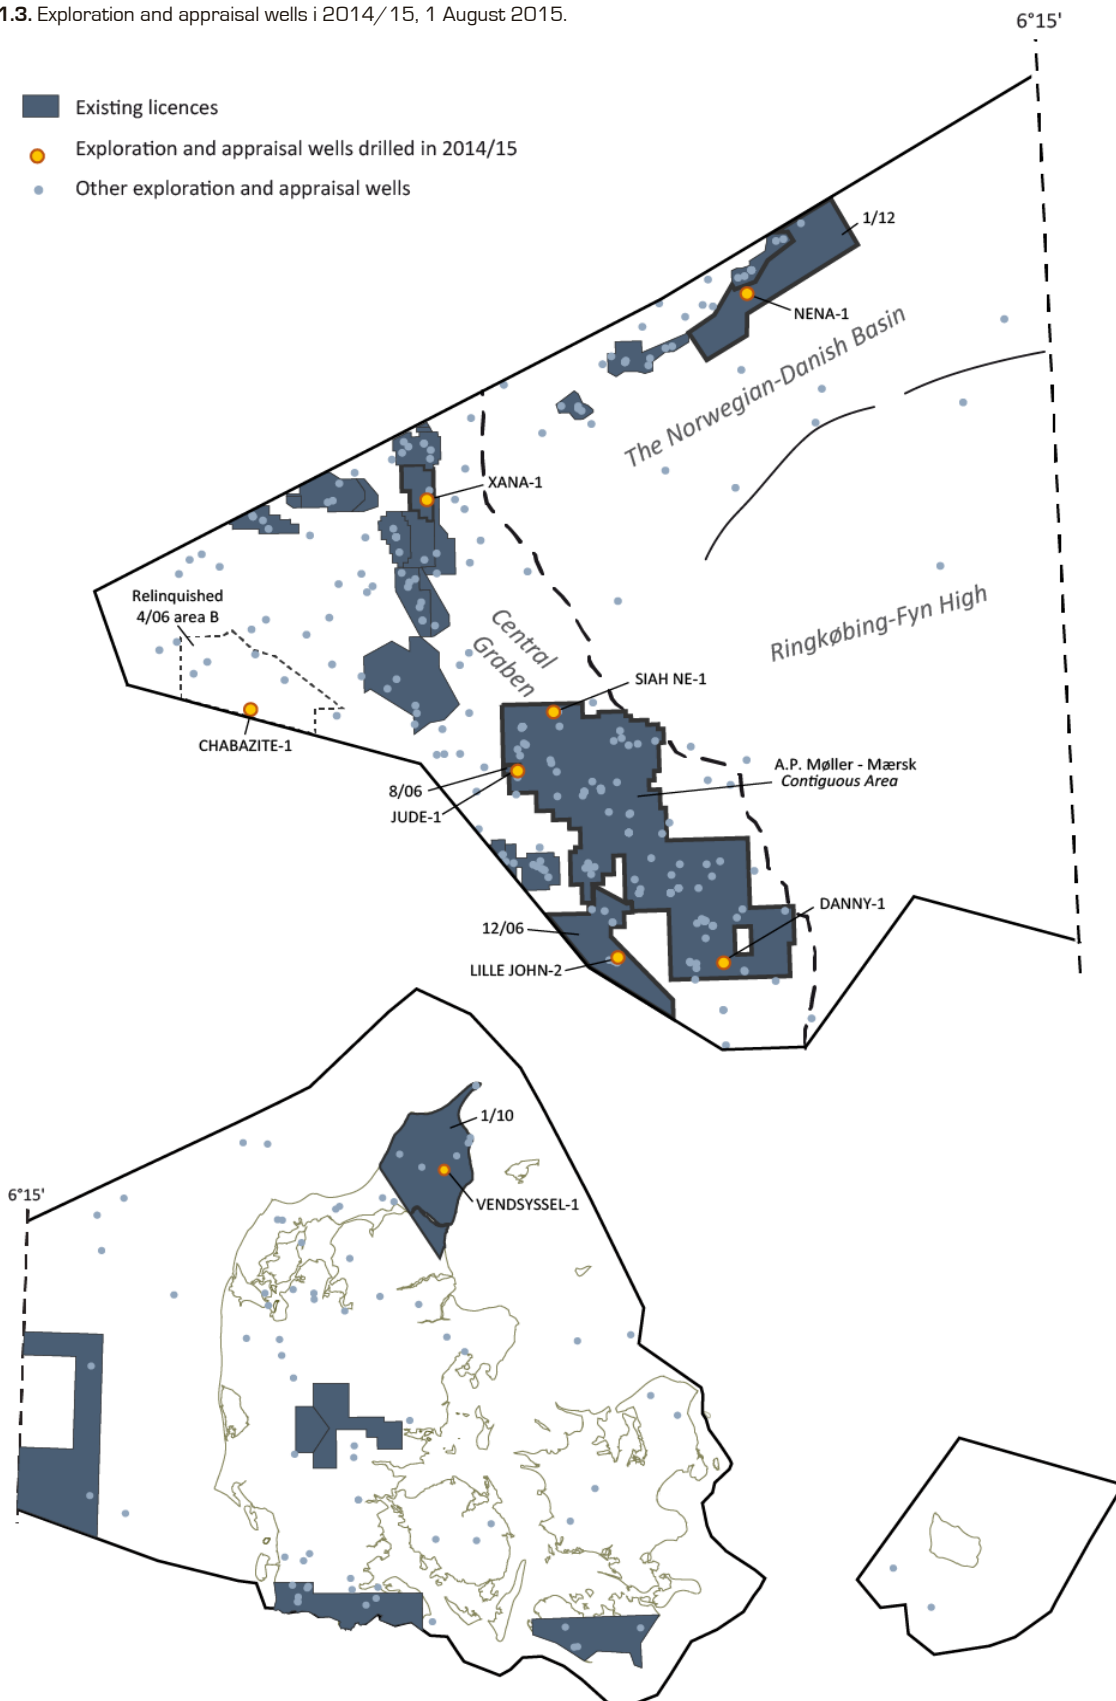 1.3. Exploration and appraisal wells i 2014/15, 1 August 2015.
6°15'
Existing licences
Exploration and appraisal wells drilled in 2014/15
Other exploration and appraisal wells
1/12
NENA-1
The Norwegian-Danish Basin
XANA-1
Relinquished
4/06 area B
Central
Graben
Ringkøbing-Fyn High
SIAH NE-1
CHABAZITE-1
A.P. Møller - Mærsk
Contiguous Area
8/06
JUDE-1
DANNY-1
12/06
LILLE JOHN-2
1/10
6°15'
VENDSYSSEL-1